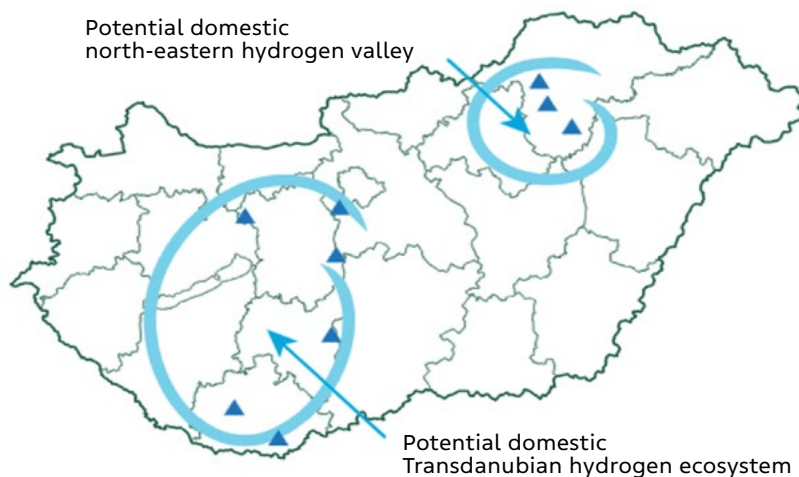 Potential domestic
north-eastern hydrogen valley
Potential domestic
Transdanubian hydrogen ecosystem